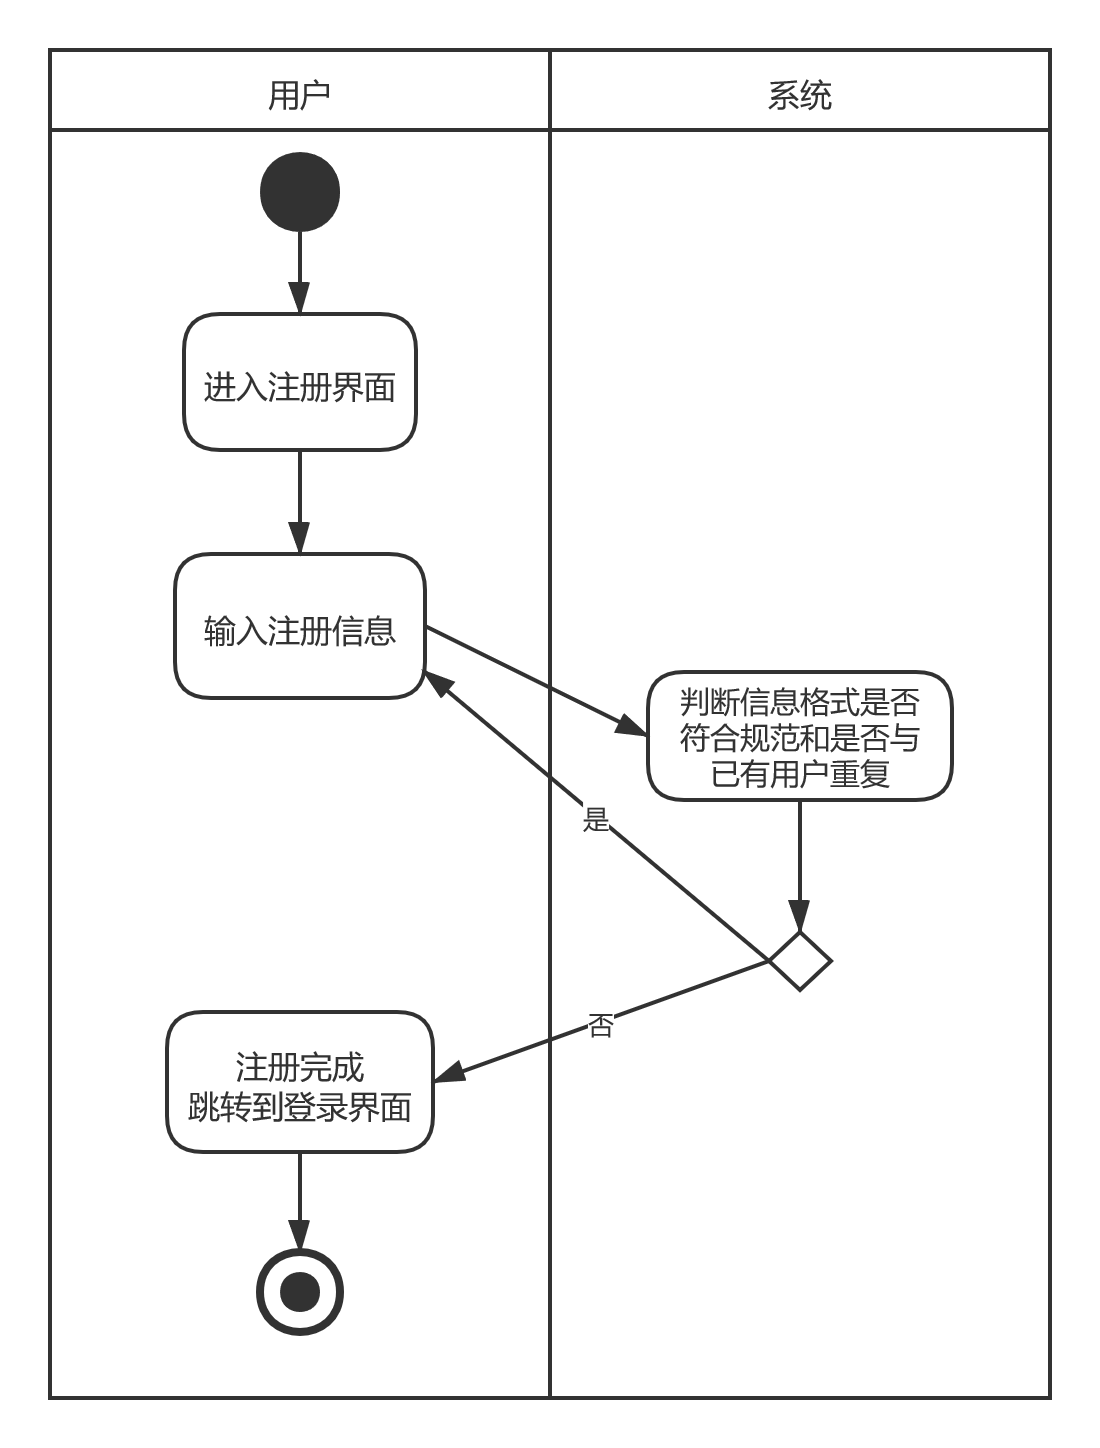 用户
系统
进入注册界面
输入注册信息
判断信息格式是否
符合规范和是否与
已有用户重复
是
否
注册完成
跳转到登录界面